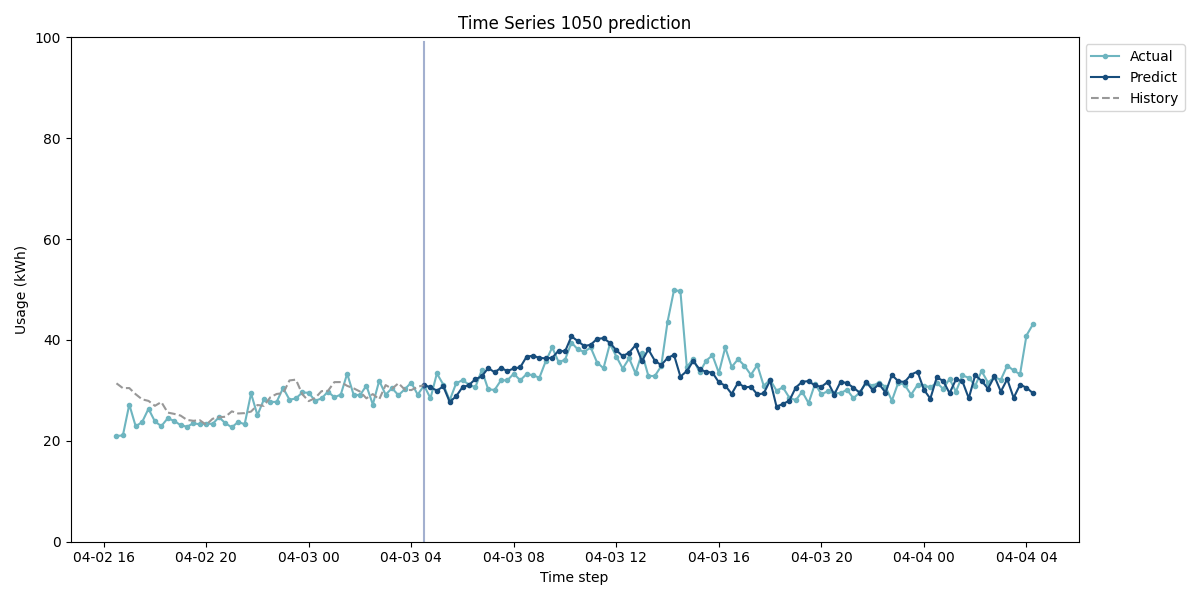 Time Series 1050 prediction
100
80
60
40
20
0
Usage (kWh)
04-02 16
04-02 20
04-03 00
04-03 04
04-03 08
04-03 12
04-03 16
04-03 20
04-04 00
04-04 04
Time step
Actual
Predict
History